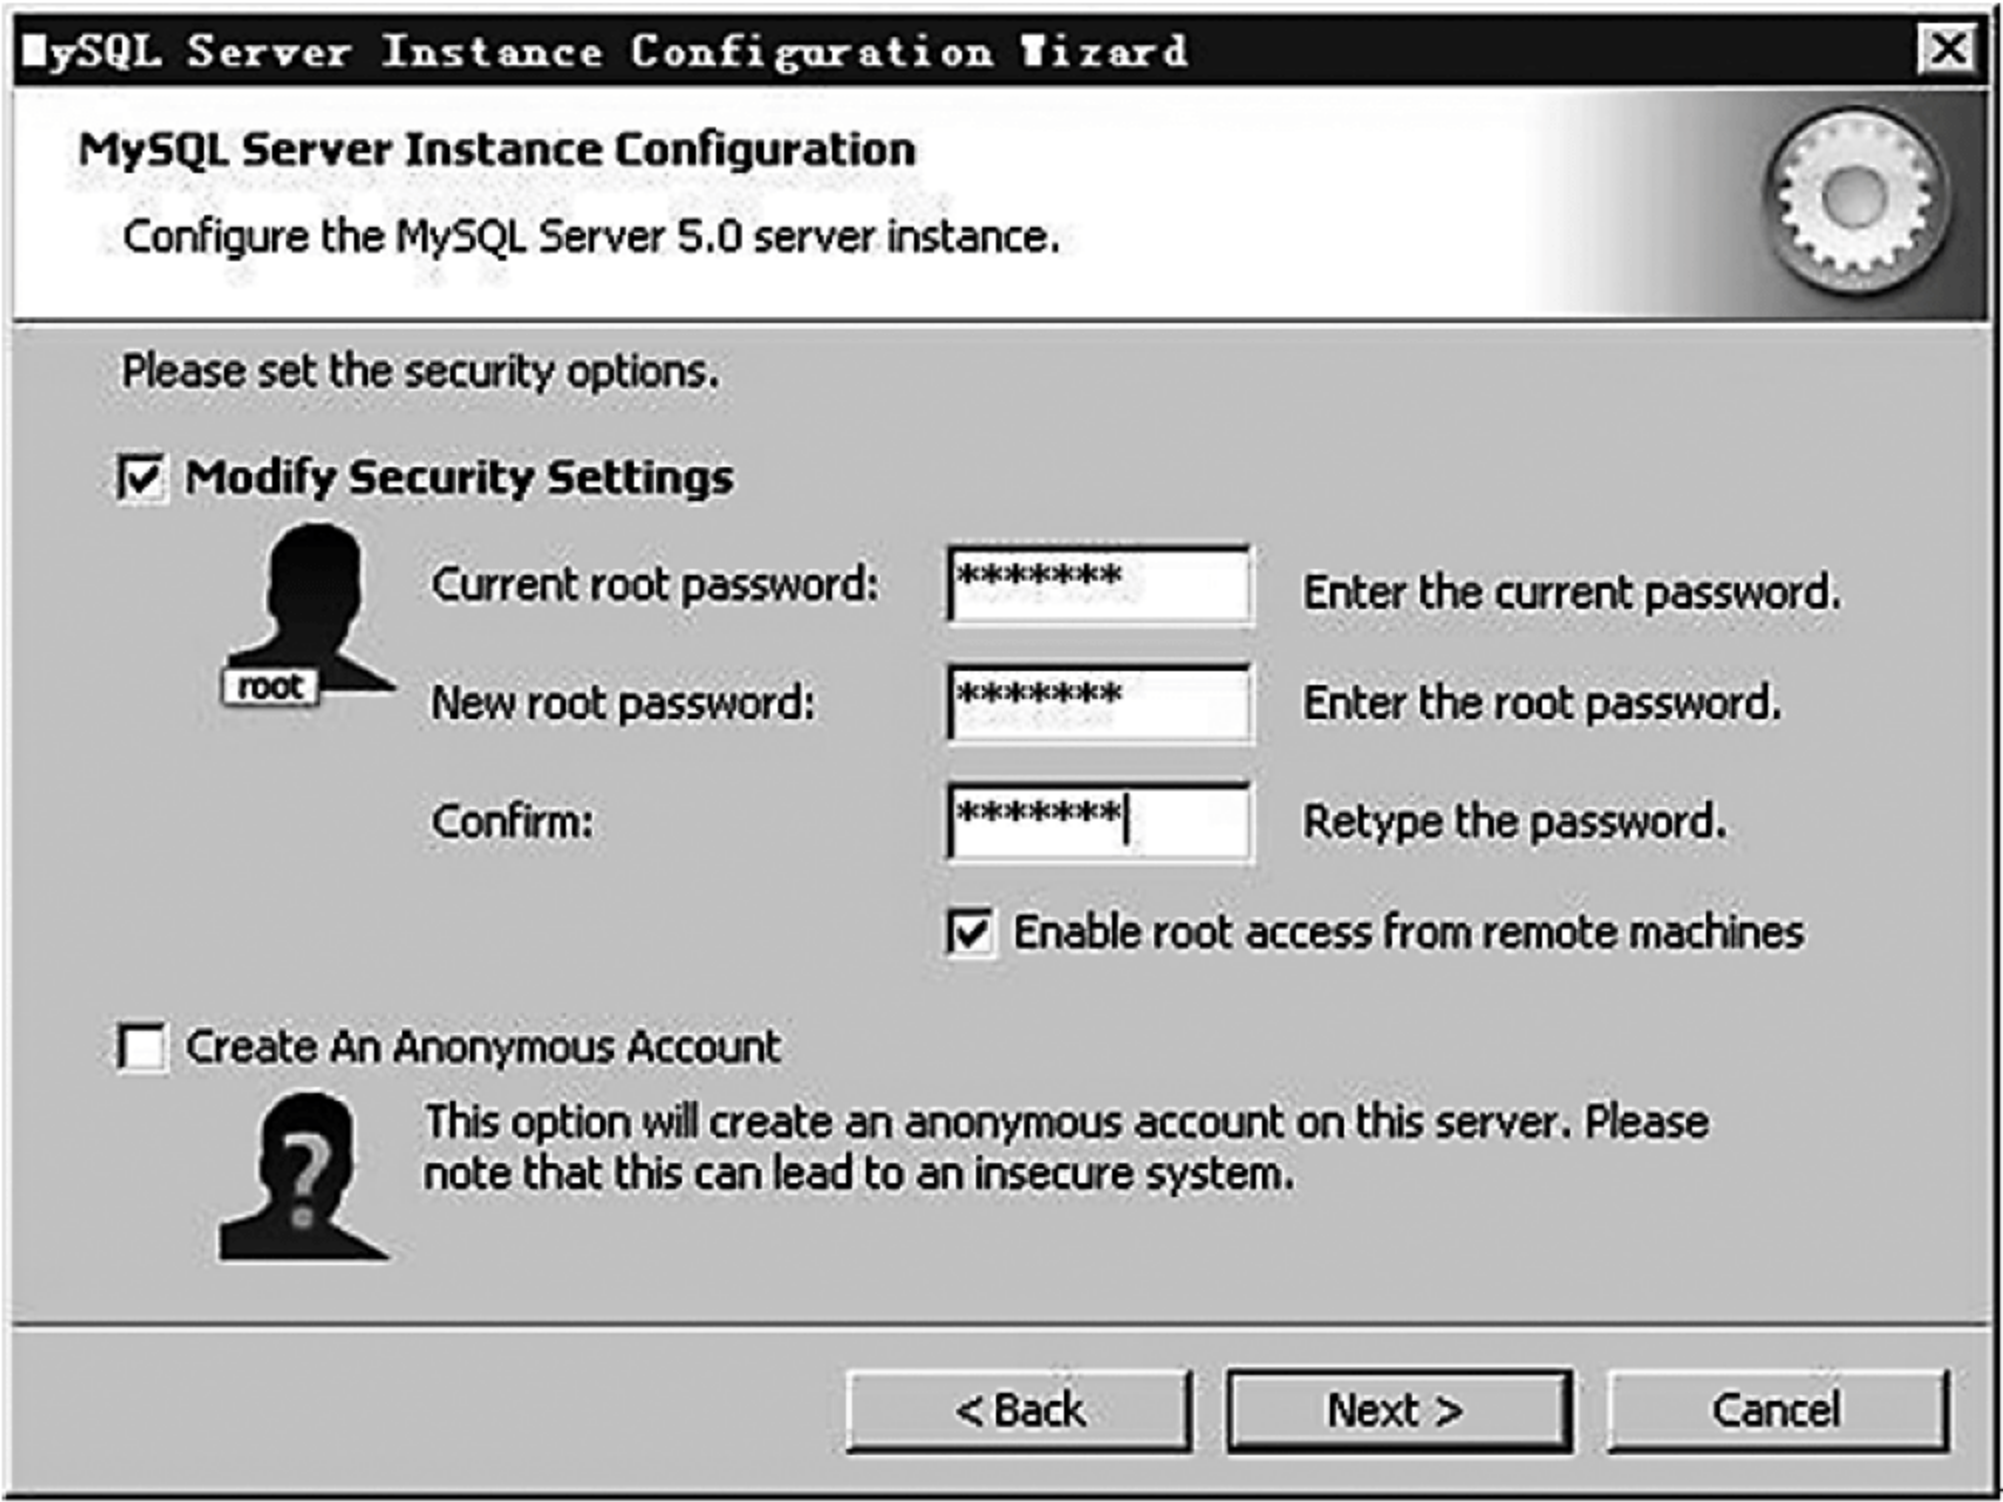 MySQL Server Instance Configuration Wizard
MySQL Server Instance Configuration
Configure the MySQL Server 5.0 server instance.
Please set the security options.
Modify Security Settings
Current root password: ******* Enter the current password.
root
New root password: ******* Enter the root password.
Confirm: ******* Retype the password.
Enable root access from remote machines
Create An Anonymous Account
?
This option will create an anonymous account on this server. Please
note that this can lead to an insecure system.
< Back Next > Cancel